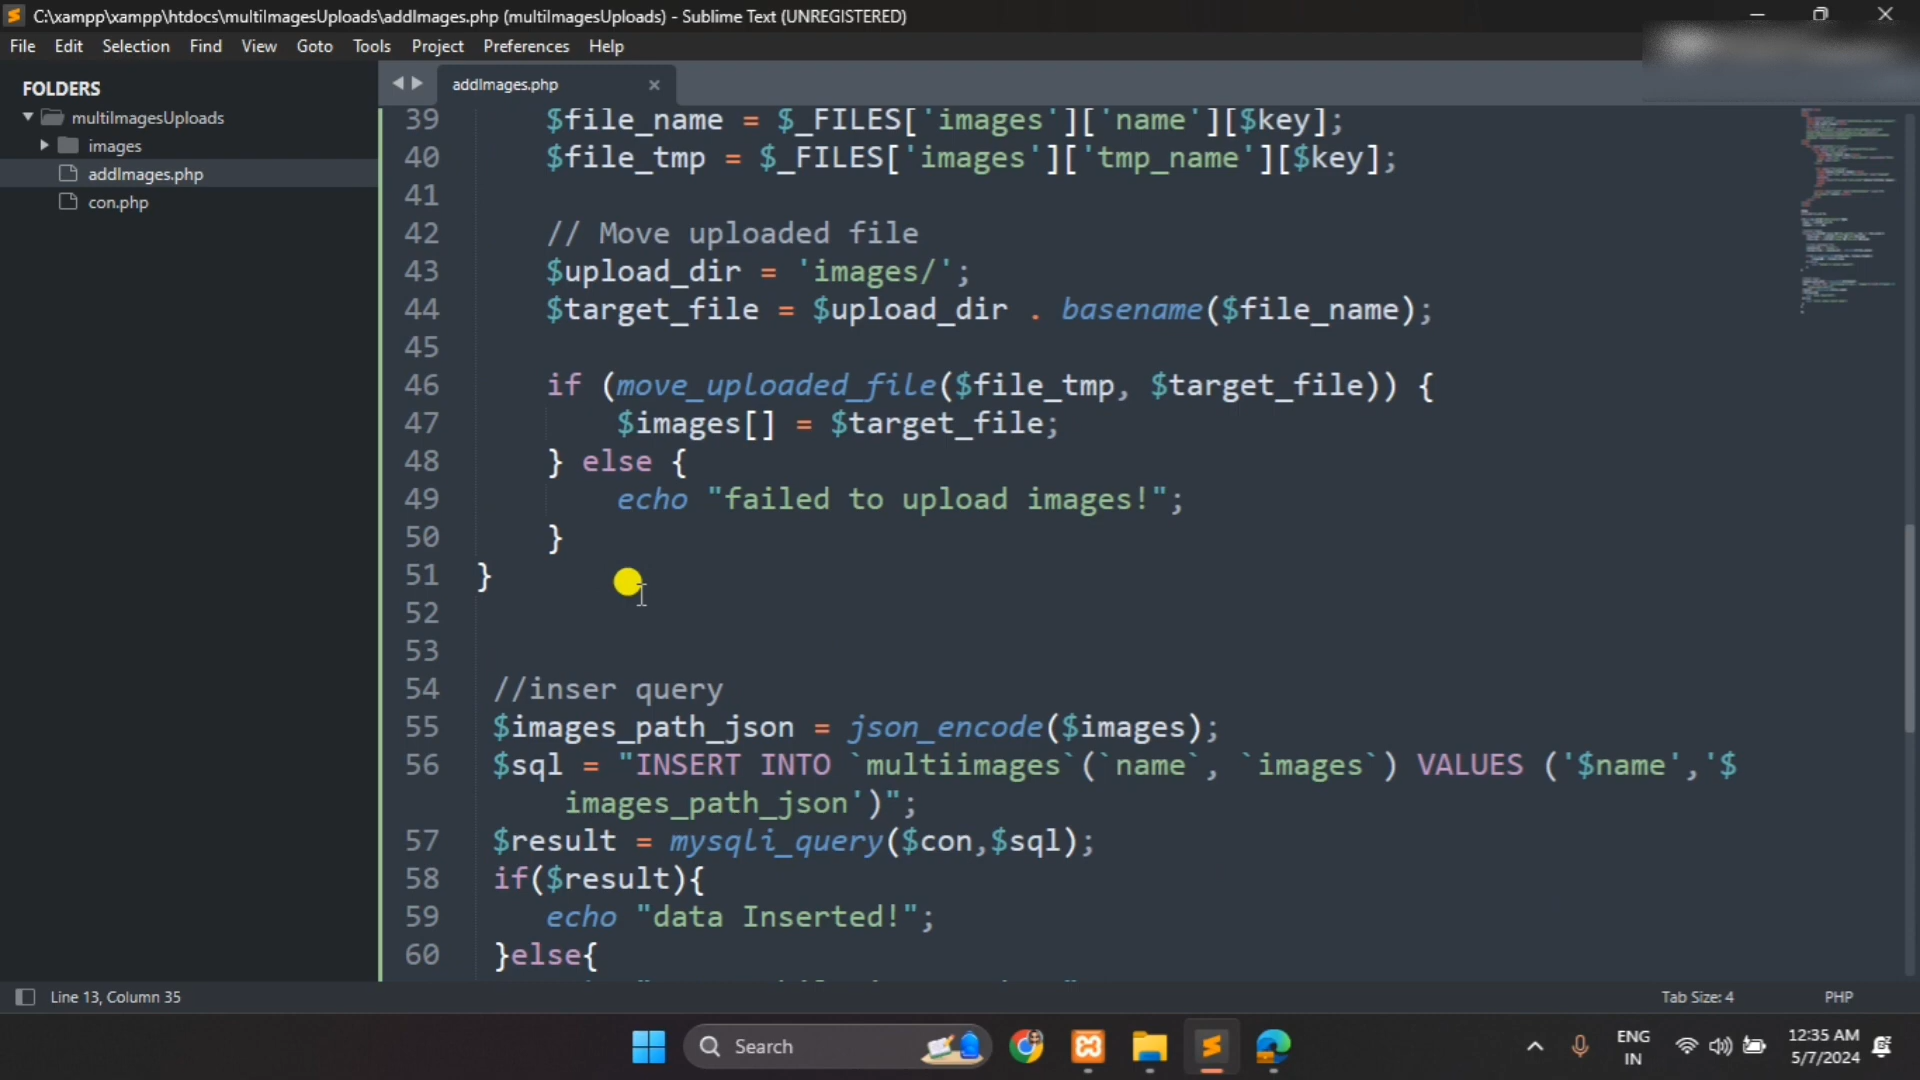 C:\xampp\xampp\htdocs\multiImagesUploads\addImages.php (multiImagesUploads) - Sublime Text (UNREGISTERED)
File Edit Selection Find View Goto Tools Project Preferences Help
FOLDERS
multiImagesUploads
images
addImages.php
con.php
addImages.php
39 $file_name = $_FILES['images']['name'][$key];
40 $file_tmp = $_FILES['images']['tmp_name'][$key];
41
42 // Move uploaded file
43 $upload_dir = 'images/';
44 $target_file = $upload_dir . basename($file_name);
45
46 if (move_uploaded_file($file_tmp, $target_file)) {
47 $images[] = $target_file;
48 } else {
49 echo "failed to upload images!";
50 }
51 }
52
53
54 //inser query
55 $images_path_json = json_encode($images);
56 $sql = "INSERT INTO `multiimages`(`name`, `images`) VALUES ('$name','$
images_path_json')";
57 $result = mysqli_query($con,$sql);
58 if($result){
59 echo "data Inserted!";
60 }else{
Line 13, Column 35
Tab Size: 4
PHP
Search
ENG
IN
12:35 AM
5/7/2024